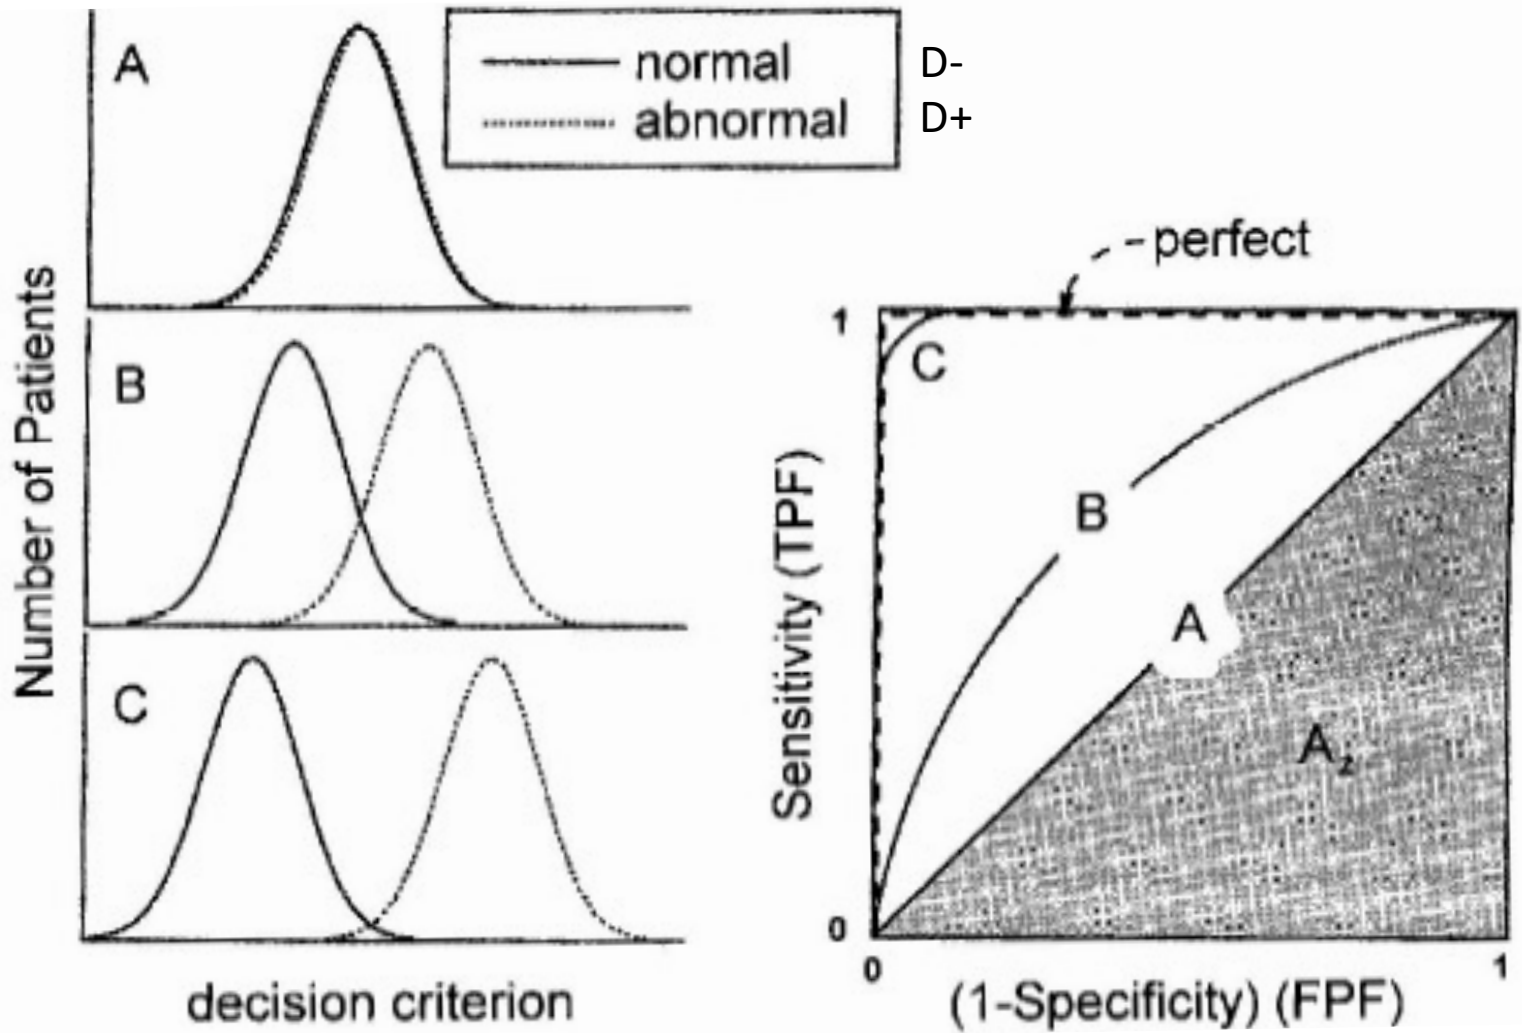 A
normal
abnormal
D-
D+
B
C
Number of Patients
decision criterion
perfect
1
C
B
A
A z
0
0
1
Sensitivity (TPF)
(1-Specificity) (FPF)